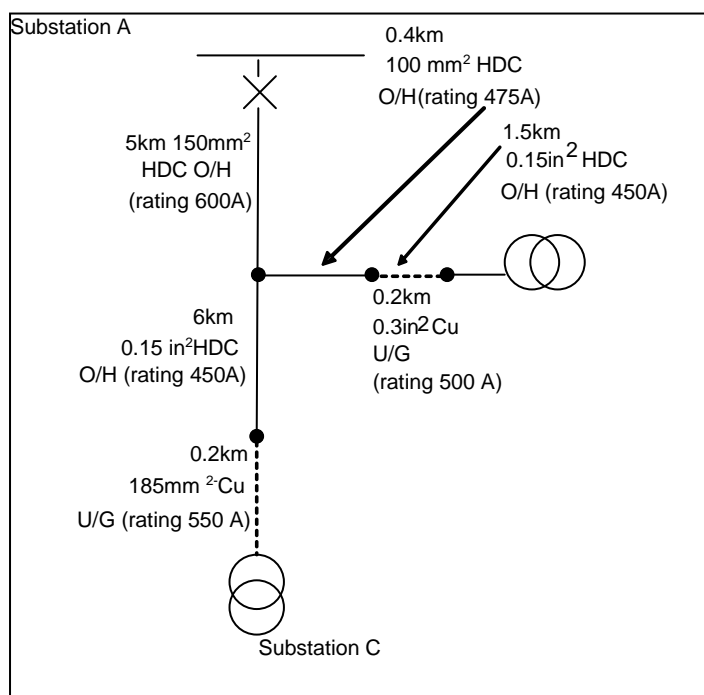 Substation A
0.4km
100 mm² HDC
O/H(rating 475A)
1.5km
0.15in² HDC
O/H (rating 450A)
5km 150mm²
HDC O/H
(rating 600A)
0.2km
0.3in² Cu
U/G
(rating 500 A)
6km
0.15 in²HDC
O/H (rating 450A)
0.2km
185mm ²-Cu
U/G (rating 550 A)
Substation C